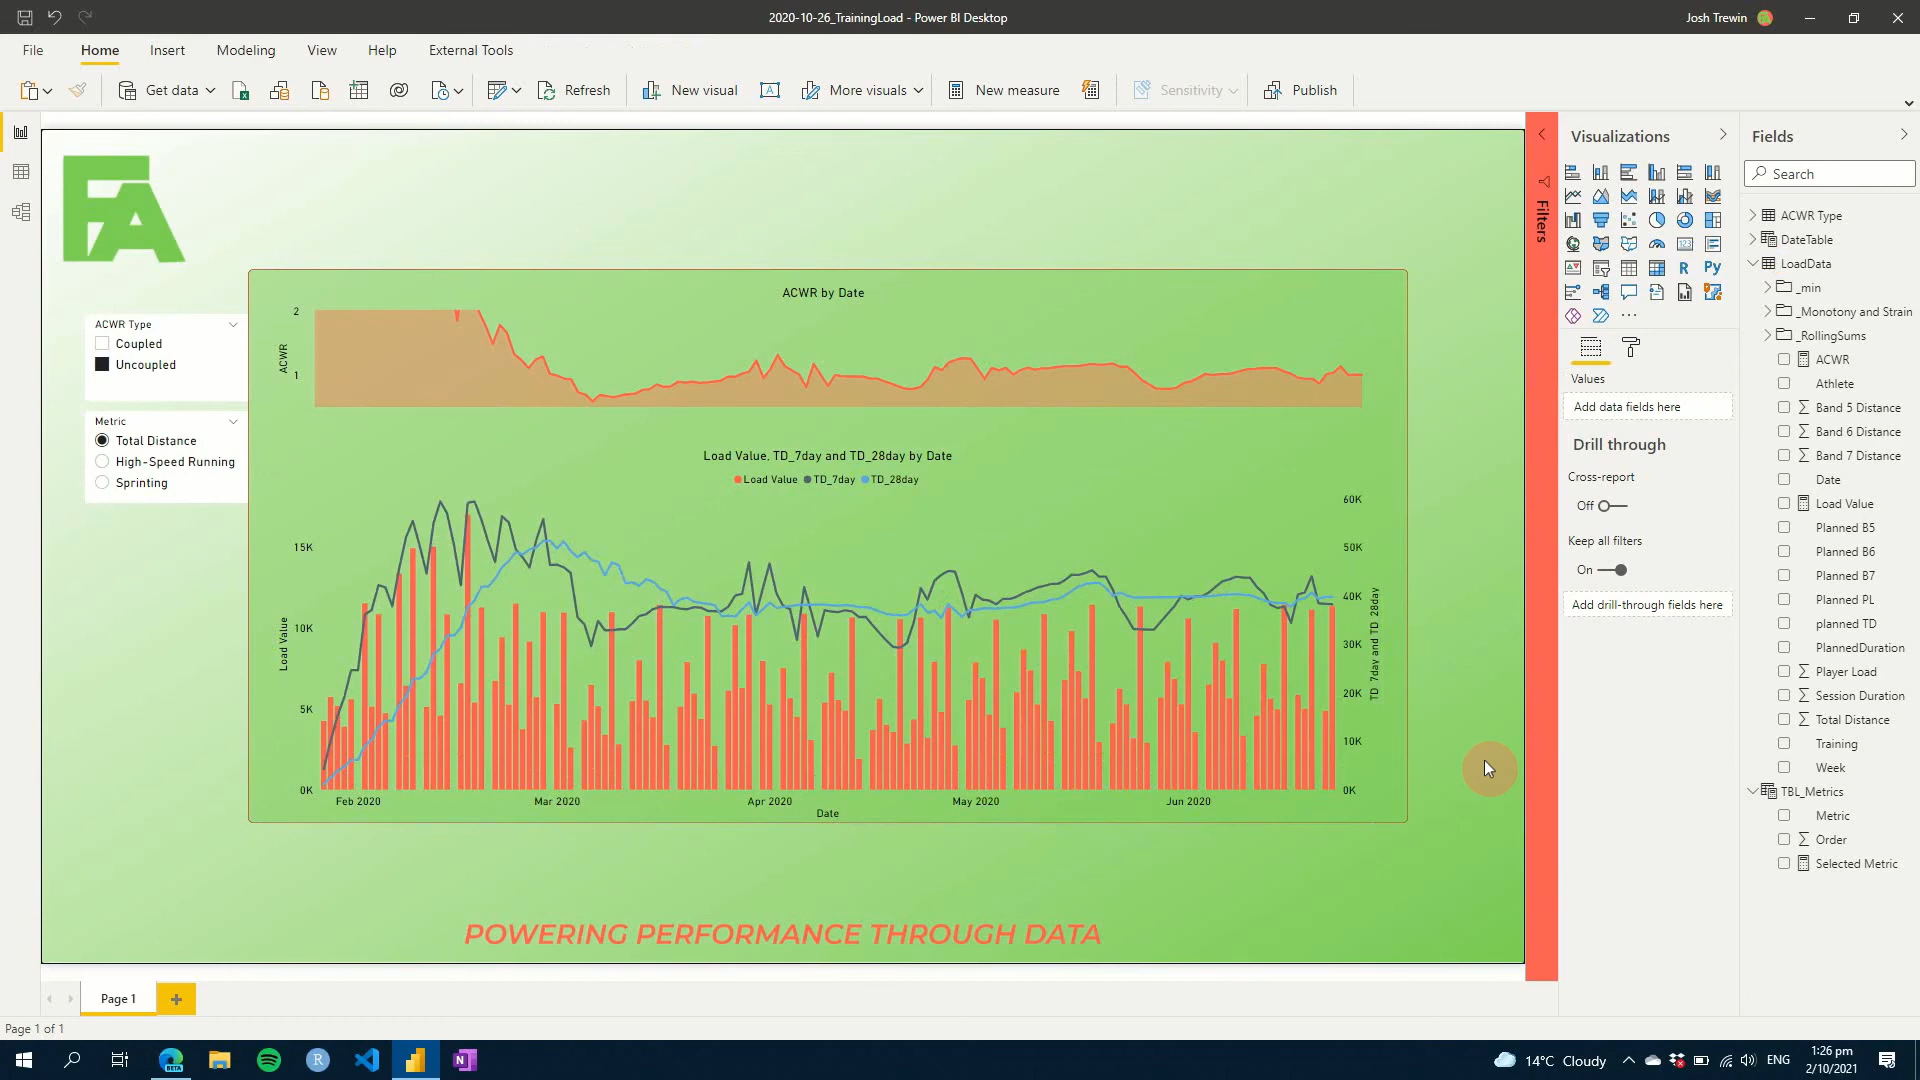 2020-10-26_TrainingLoad - Power BI Desktop
Josh Trewin
File Home Insert Modeling View Help External Tools
Get data Refresh New visual More visuals New measure Sensitivity Publish
FA
ACWR Type
Coupled
Uncoupled
Metric
Total Distance
High-Speed Running
Sprinting
ACWR by Date
2
1
ACWR
Load Value, TD_7day and TD_28day by Date
Load Value TD_7day TD_28day
15K
10K
5K
0K
Load Value
60K
50K
40K
30K
20K
10K
0K
TD_7day and TD_28day
Feb 2020 Mar 2020 Apr 2020 May 2020 Jun 2020
Date
POWERING PERFORMANCE THROUGH DATA
Filters
Visualizations
R
Py
123
Values
Add data fields here
Drill through
Cross-report
Off
Keep all filters
On
Add drill-through fields here
Fields
Search
ACWR Type
DateTable
LoadData
_min
_Monotony and Strain
_RollingSums
ACWR
Athlete
Band 5 Distance
Band 6 Distance
Band 7 Distance
Date
Load Value
Planned B5
Planned B6
Planned B7
Planned PL
planned TD
PlannedDuration
Player Load
Session Duration
Total Distance
Training
Week
TBL_Metrics
Metric
Order
Selected Metric
Page 1
Page 1 of 1
BETA
R
N
14°C Cloudy
ENG
1:26 pm
2/10/2021